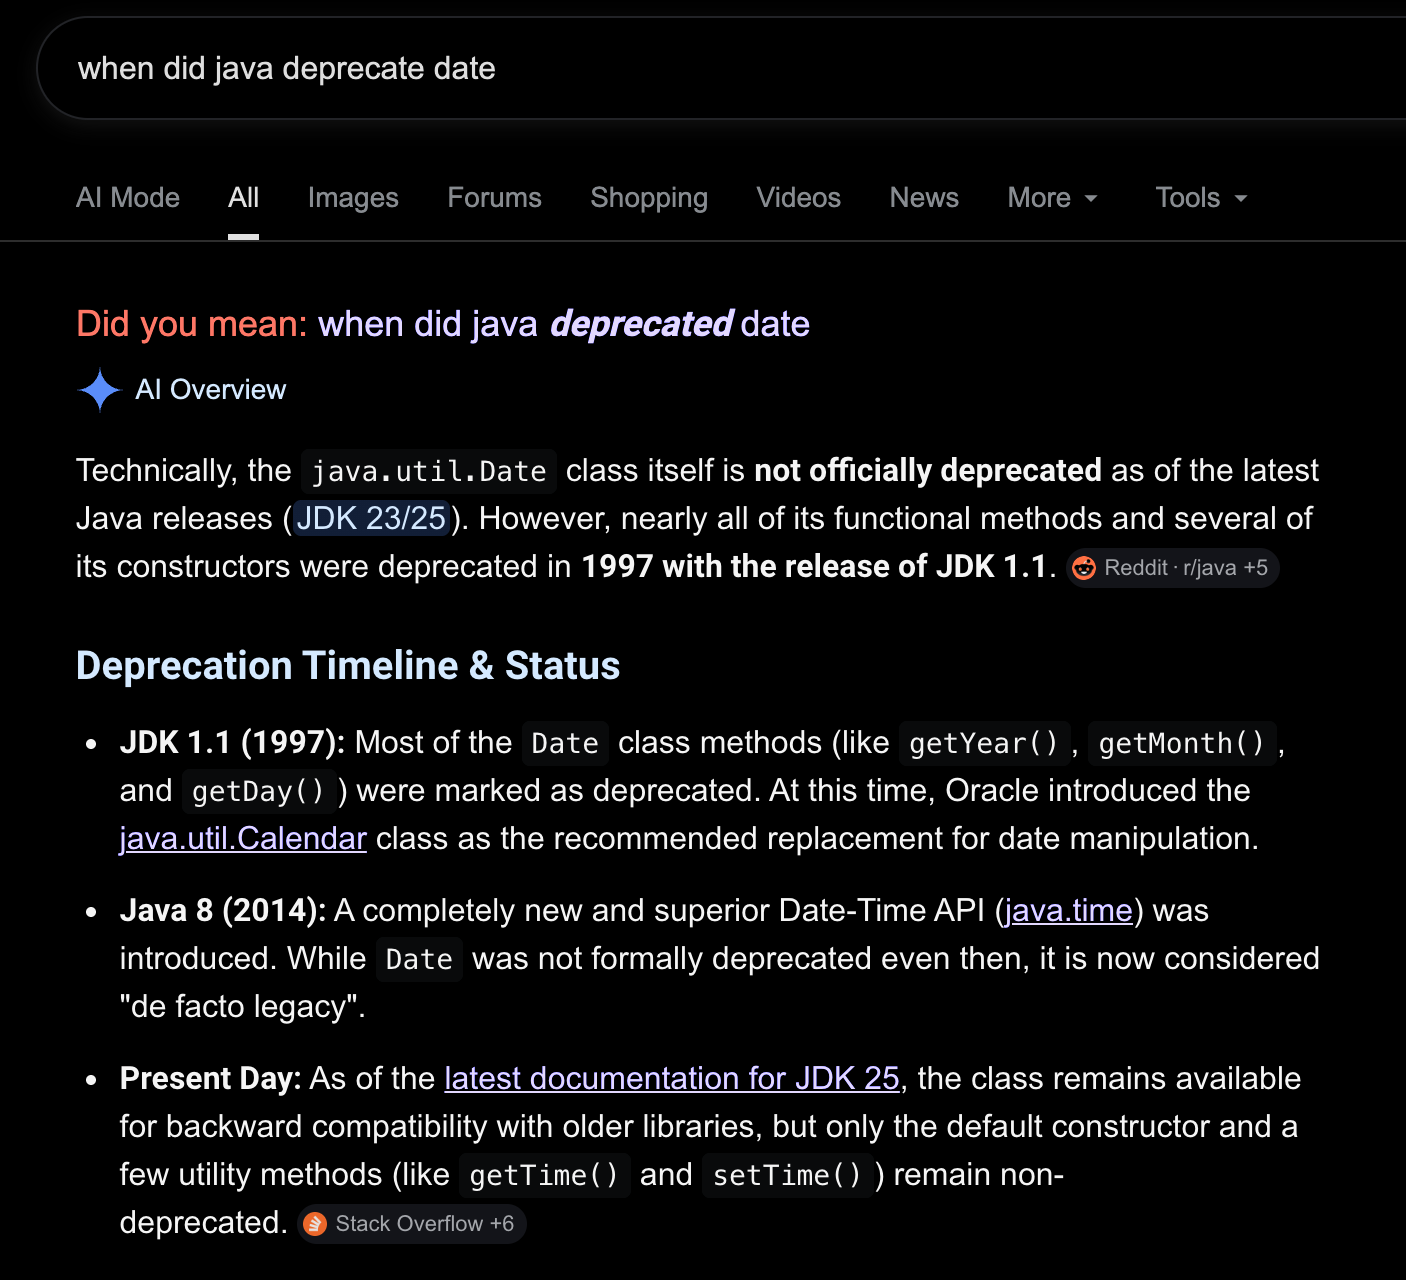 when did java deprecate date
AI Mode All Images Forums Shopping Videos News More Tools
Did you mean: when did java deprecated date
AI Overview
Technically, the java.util.Date class itself is not officially deprecated as of the latest
Java releases (JDK 23/25). However, nearly all of its functional methods and several of
its constructors were deprecated in 1997 with the release of JDK 1.1. Reddit · r/java +5
Deprecation Timeline & Status
• JDK 1.1 (1997): Most of the Date class methods (like getYear(), getMonth(),
and getDay()) were marked as deprecated. At this time, Oracle introduced the
java.util.Calendar class as the recommended replacement for date manipulation.
• Java 8 (2014): A completely new and superior Date-Time API (java.time) was
introduced. While Date was not formally deprecated even then, it is now considered
"de facto legacy".
• Present Day: As of the latest documentation for JDK 25, the class remains available
for backward compatibility with older libraries, but only the default constructor and a
few utility methods (like getTime() and setTime()) remain non-
deprecated. Stack Overflow +6